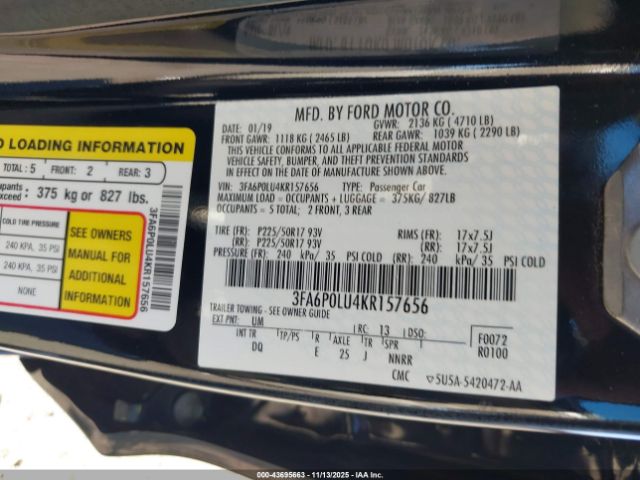 D LOADING INFORMATION
TOTAL: 5 FRONT: 2 REAR: 3
upants
exceed : 375 kg or 827 lbs.
COLD TIRE PRESSURE
240 KPA, 35 PSI
240 KPA, 35 PSI
NONE
SEE OWNERS
MANUAL FOR
ADDITIONAL
INFORMATION
3FA6P0LU4KR157656
MFD. BY FORD MOTOR CO.
DATE: 01/19 GVWR: 2136 KG ( 4710 LB)
FRONT GAWR: 1118 KG ( 2465 LB) REAR GAWR: 1039 KG ( 2290 LB)
THIS VEHICLE CONFORMS TO ALL APPLICABLE FEDERAL MOTOR
VEHICLE SAFETY, BUMPER, AND THEFT PREVENTION STANDARDS
IN EFFECT ON THE DATE OF MANUFACTURE SHOWN ABOVE.
VIN: 3FA6P0LU4KR157656 TYPE: Passenger Car
MAXIMUM LOAD = OCCUPANTS + LUGGAGE = 375KG/ 827LB
OCCUPANTS = 5 TOTAL; 2 FRONT, 3 REAR
TIRE (FR): P225/50R17 93V RIMS (FR): 17x7.5J
(RR): P225/50R17 93V (RR): 17x7.5J
PRESSURE (FR): 240 kPa/ 35 PSI COLD (RR): 240 kPa/ 35 PSI COLD
3FA6P0LU4KR157656
TRAILER TOWING - SEE OWNER GUIDE
EXT PNT: UM RC: 13 DSO:
INT TR TP/PS R AXLE TR SPR
DQ E 25 J NNRR
F0072
R0100
CMC 5U5A-5420472-AA
IAA - 43695663 | 11/13/2025 - IAAI.com